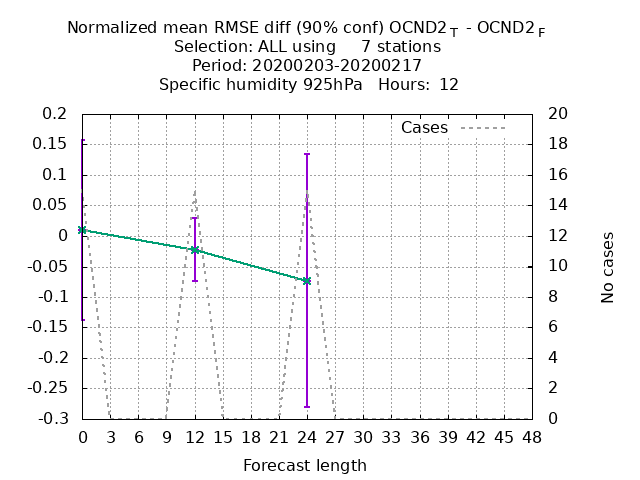 Normalized mean RMSE diff (90% conf) OCND2 T - OCND2 F
Selection: ALL using 7 stations
Period: 20200203-20200217
Specific humidity 925hPa Hours: 12
Cases
0.2
0.15
0.1
0.05
0
-0.05
-0.1
-0.15
-0.2
-0.25
-0.3
20
18
16
14
12
10
8
6
4
2
0
No cases
0 3 6 9 12 15 18 21 24 27 30 33 36 39 42 45 48
Forecast length